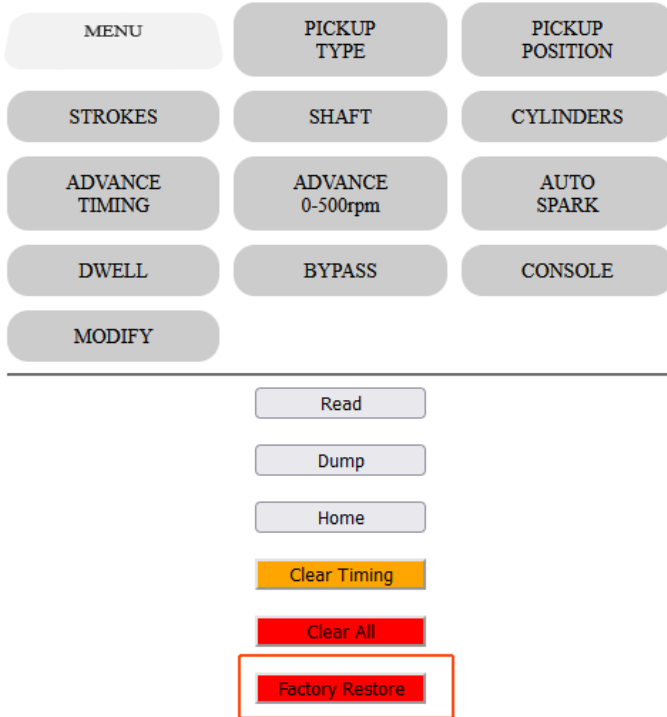 MENU
PICKUP
TYPE
PICKUP
POSITION
STROKES
SHAFT
CYLINDERS
ADVANCE
TIMING
ADVANCE
0-500rpm
AUTO
SPARK
DWELL
BYPASS
CONSOLE
MODIFY
Read
Dump
Home
Clear Timing
Clear All
Factory Restore